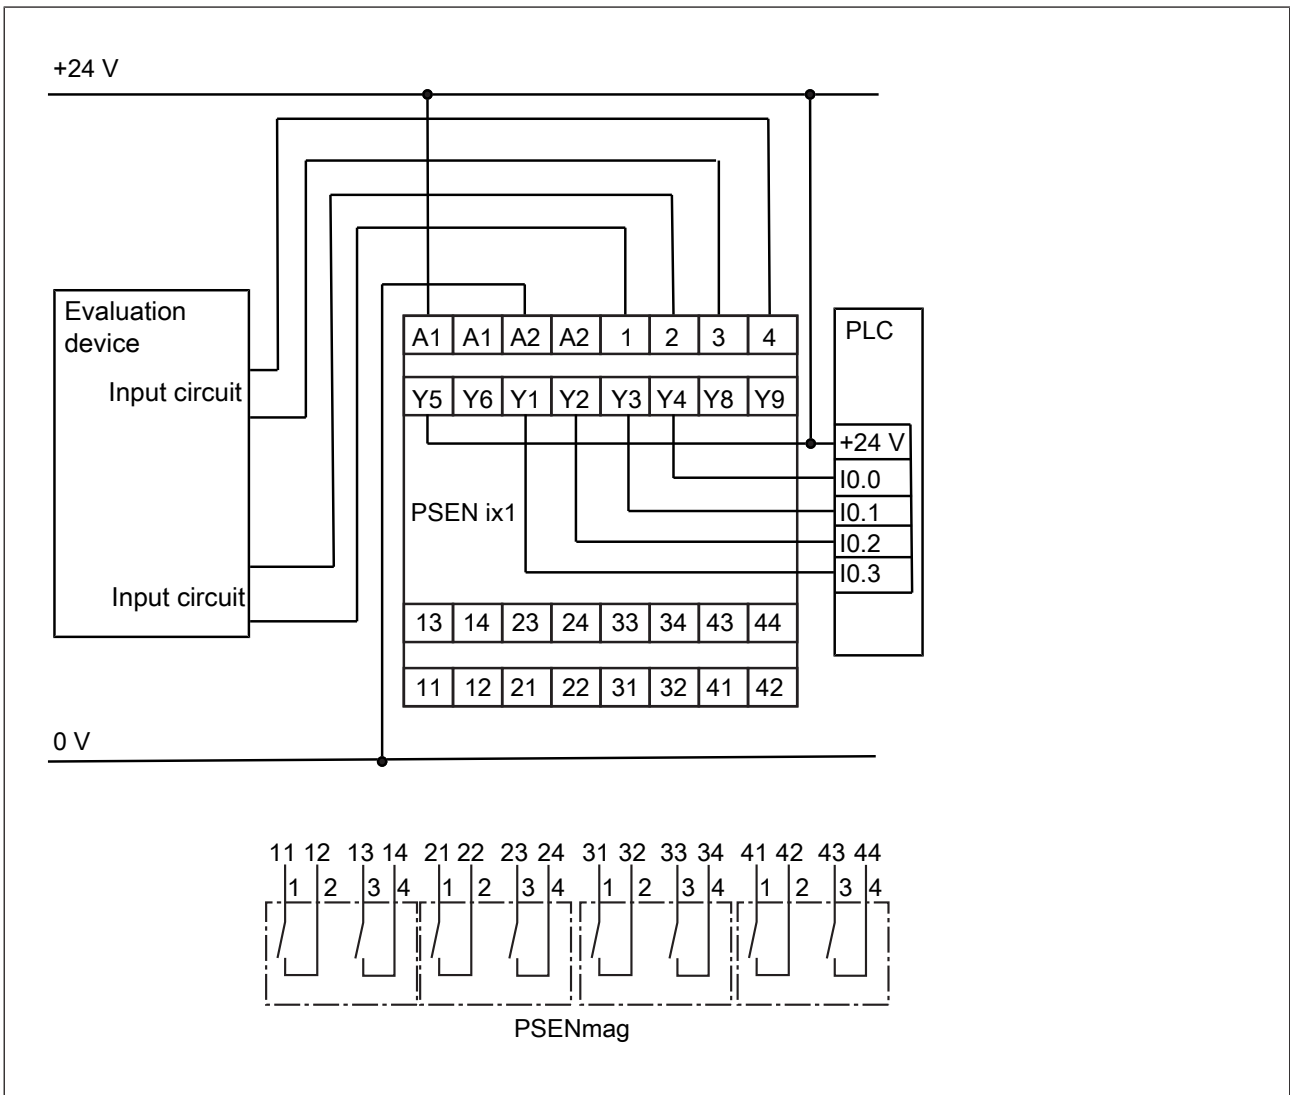 +24 V
Evaluation
device
Input circuit
Input circuit
A1 A1 A2 A2 1 2 3 4
Y5 Y6 Y1 Y2 Y3 Y4 Y8 Y9
PSEN ix1
13 14 23 24 33 34 43 44
11 12 21 22 31 32 41 42
PLC
+24 V
I0.0
I0.1
I0.2
I0.3
0 V
11 12 13 14 21 22 23 24 31 32 33 34 41 42 43 44
1 2 3 4 1 2 3 4 1 2 3 4 1 2 3 4
PSENmag